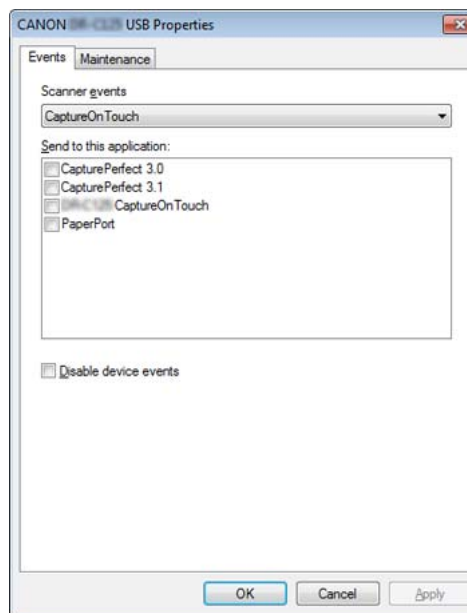 CANON USB Properties
Events Maintenance
Scanner events
CaptureOnTouch
Send to this application:
CapturePerfect 3.0
CapturePerfect 3.1
CaptureOnTouch
PaperPort
Disable device events
OK Cancel Apply